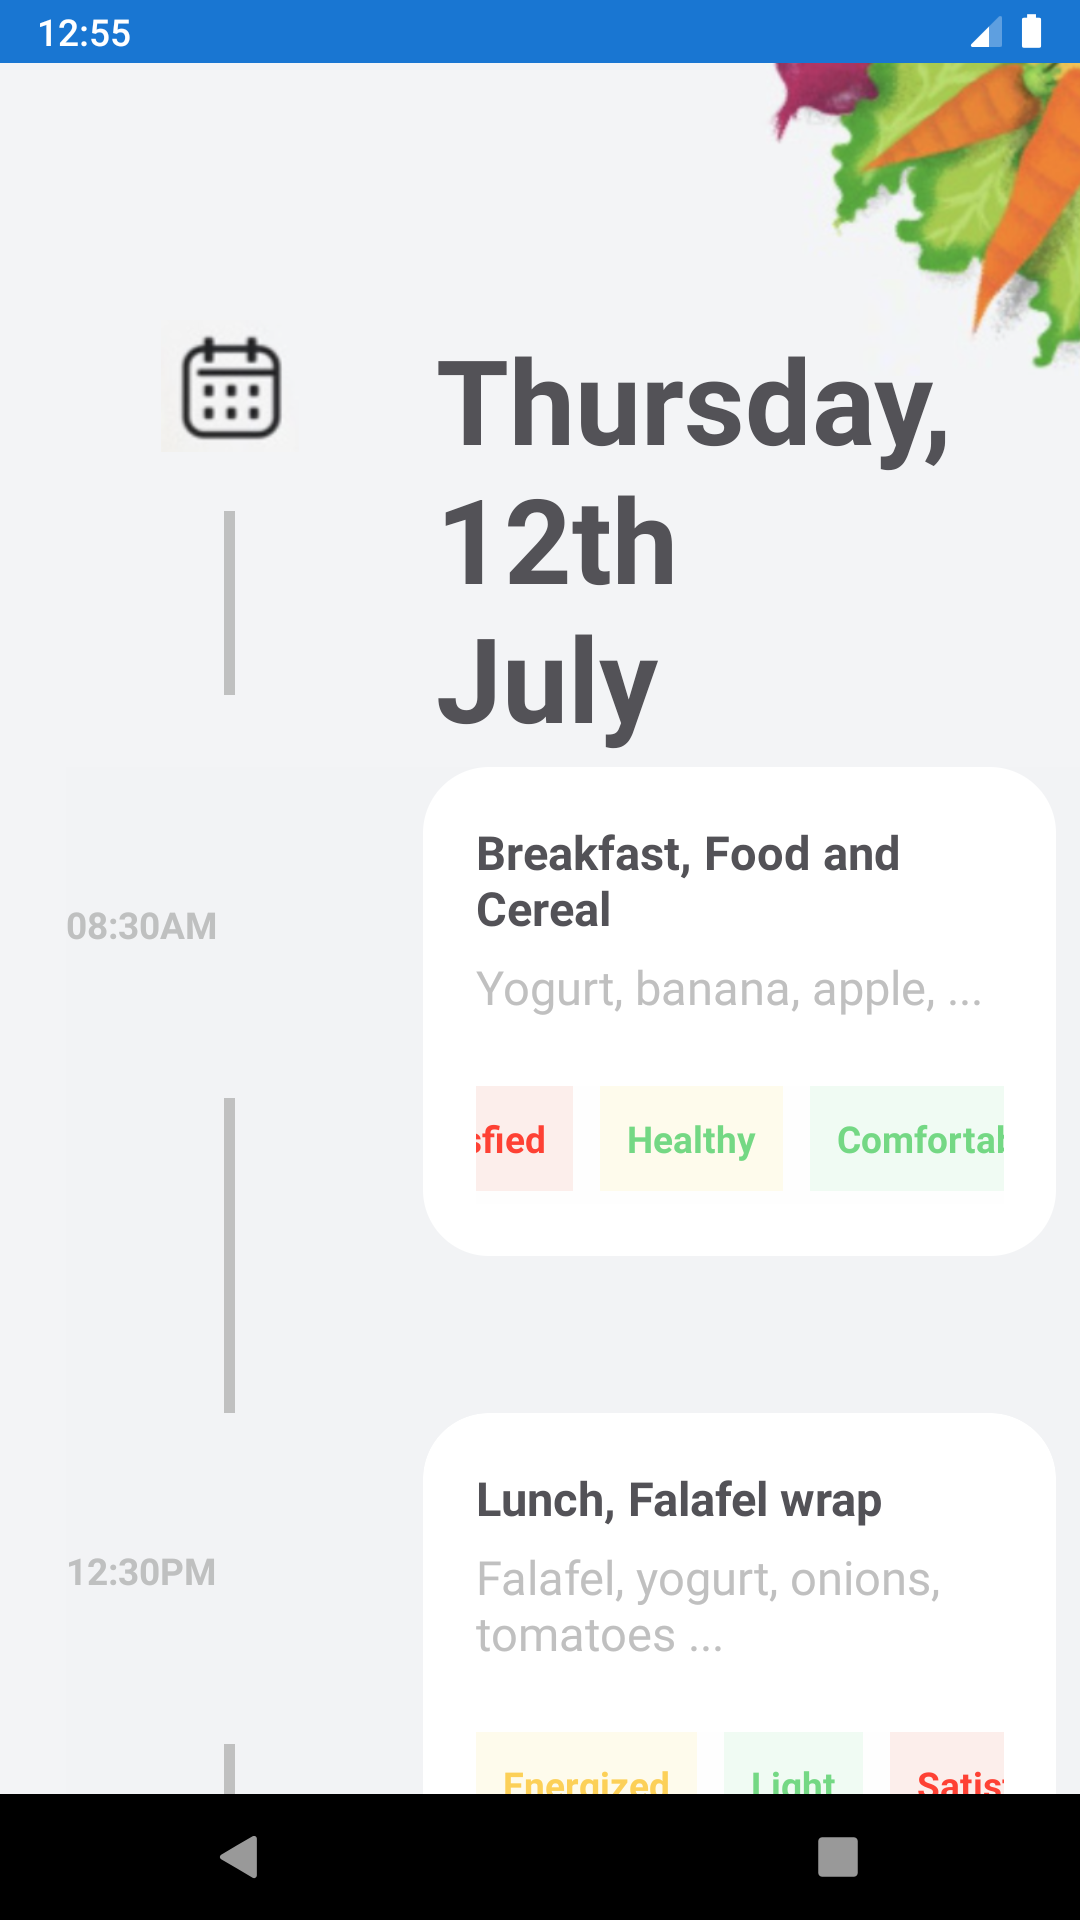 12:55
Thursday,
12th
July
08:30AM
Breakfast, Food and
Cereal
Yogurt, banana, apple, ...
sfied Healthy Comfortab
12:30PM
Lunch, Falafel wrap
Falafel, yogurt, onions,
tomatoes ...
Energized Light Satis